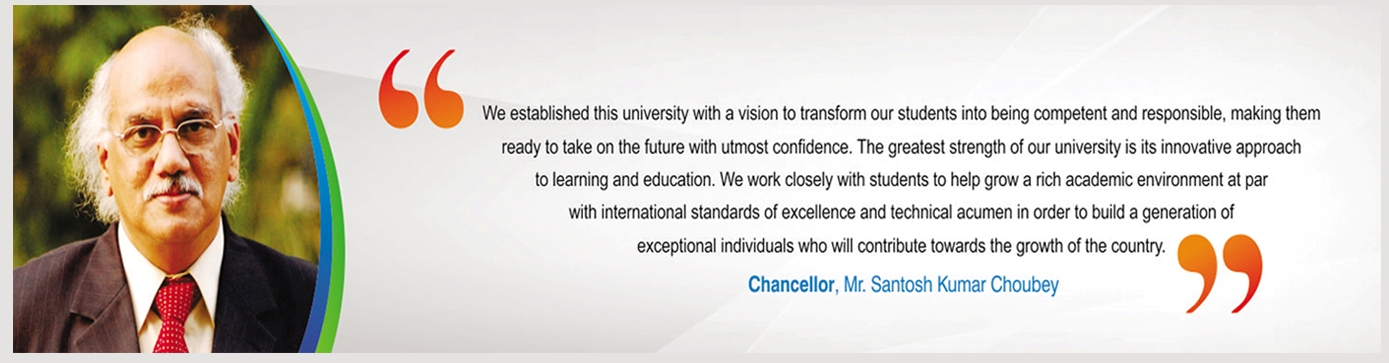 We established this university with a vision to transform our students into being competent and responsible, making them
ready to take on the future with utmost confidence. The greatest strength of our university is its innovative approach
to learning and education. We work closely with students to help grow a rich academic environment at par
with international standards of excellence and technical acumen in order to build a generation of
exceptional individuals who will contribute towards the growth of the country.
Chancellor, Mr. Santosh Kumar Choubey